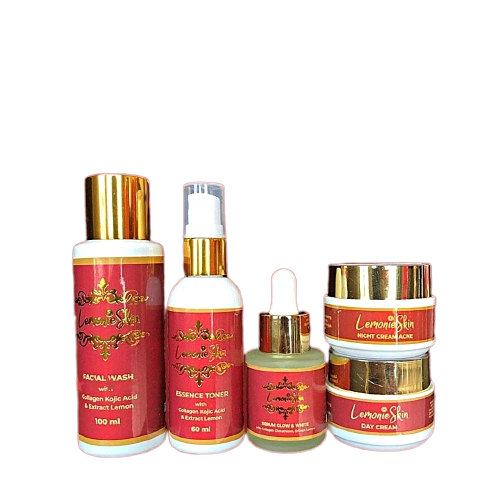 LemonieSkin
FACIAL WASH
with
Collagen Kojic Acid
& Extract Lemon
100 ml
LemonieSkin
ESSENCE TONER
with
Collagen Kojic Acid
& Extract Lemon
60 ml
LemonieSkin
SERUM GLOW & WHITE
LemonieSkin
NIGHT CREAM ACNE
LemonieSkin
DAY CREAM